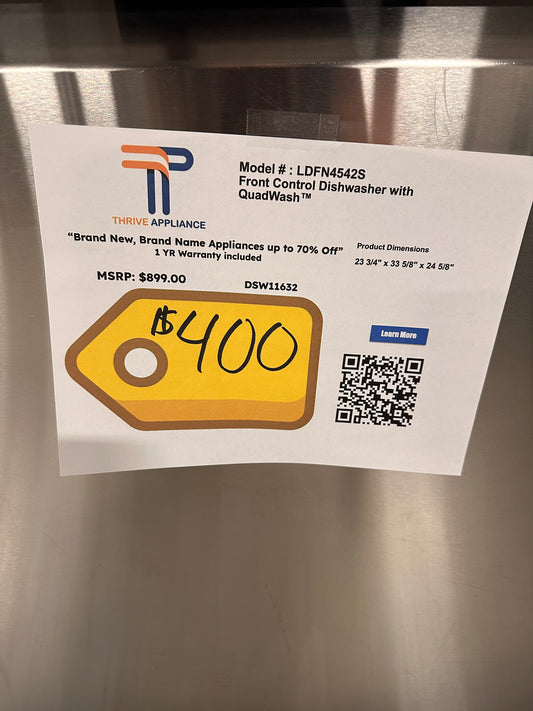 THRIVE APPLIANCE
Model # : LDFN4542S
Front Control Dishwasher with
QuadWash™
“Brand New, Brand Name Appliances up to 70% Off”
1 YR Warranty included
Product Dimensions
23 3/4" x 33 5/8" x 24 5/8"
MSRP: $899.00
DSW11632
$400
Learn More